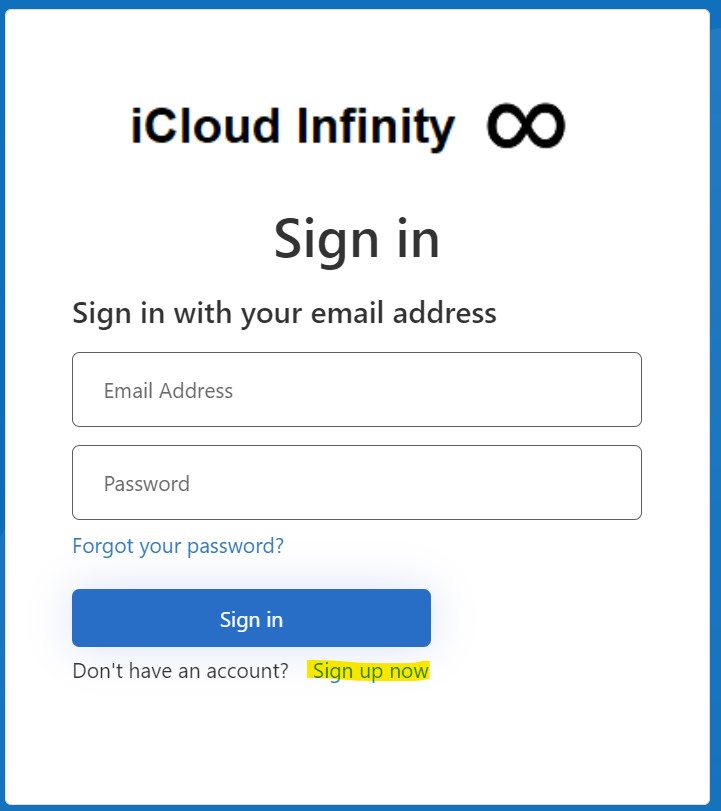 iCloud Infinity ∞
Sign in
Sign in with your email address
Email Address
Password
Forgot your password?
Sign in
Don't have an account? Sign up now